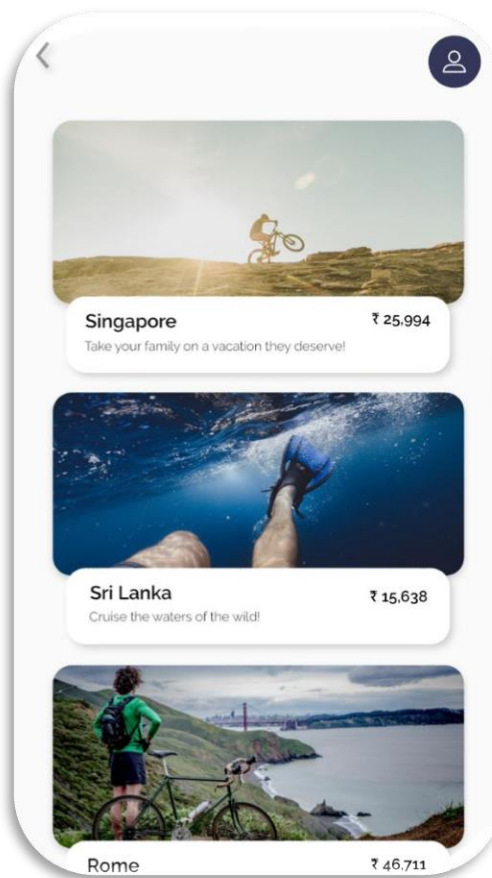 Singapore
₹ 25,994
Take your family on a vacation they deserve!
Sri Lanka
₹ 15,638
Cruise the waters of the wild!
Rome
₹ 46,711